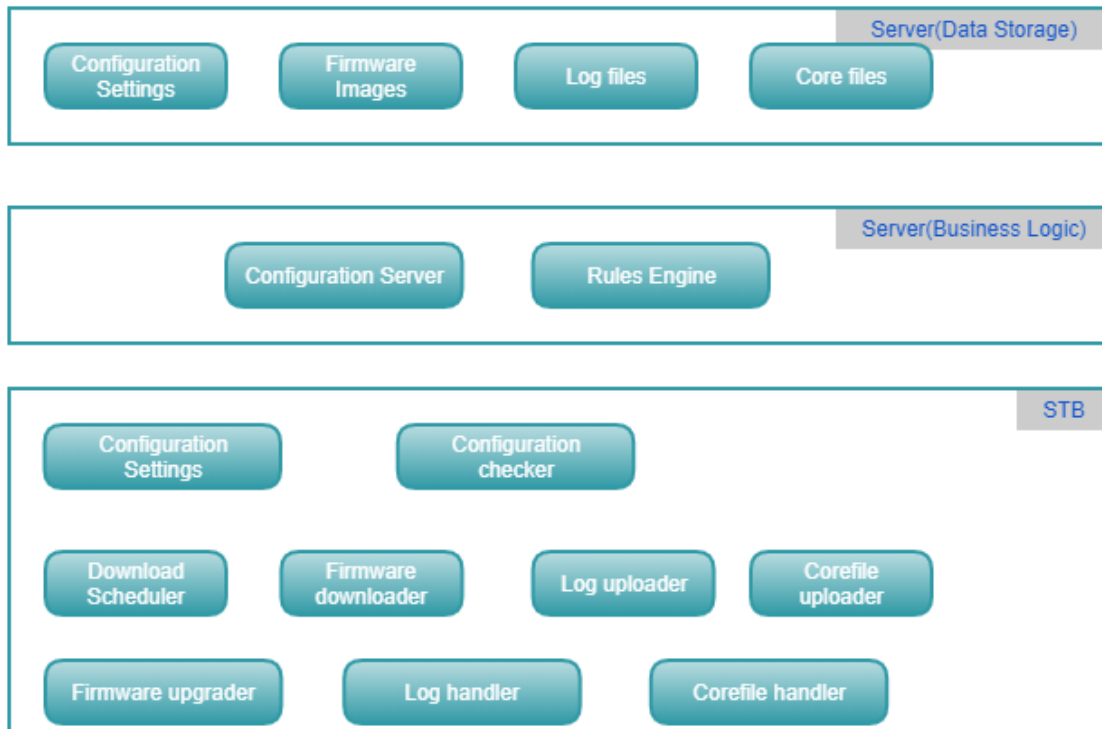 Server(Data Storage)
Configuration
Settings
Firmware
Images
Log files
Core files
Server(Business Logic)
Configuration Server
Rules Engine
STB
Configuration
Settings
Configuration
checker
Download
Scheduler
Firmware
downloader
Log uploader
Corefile
uploader
Firmware upgrader
Log handler
Corefile handler